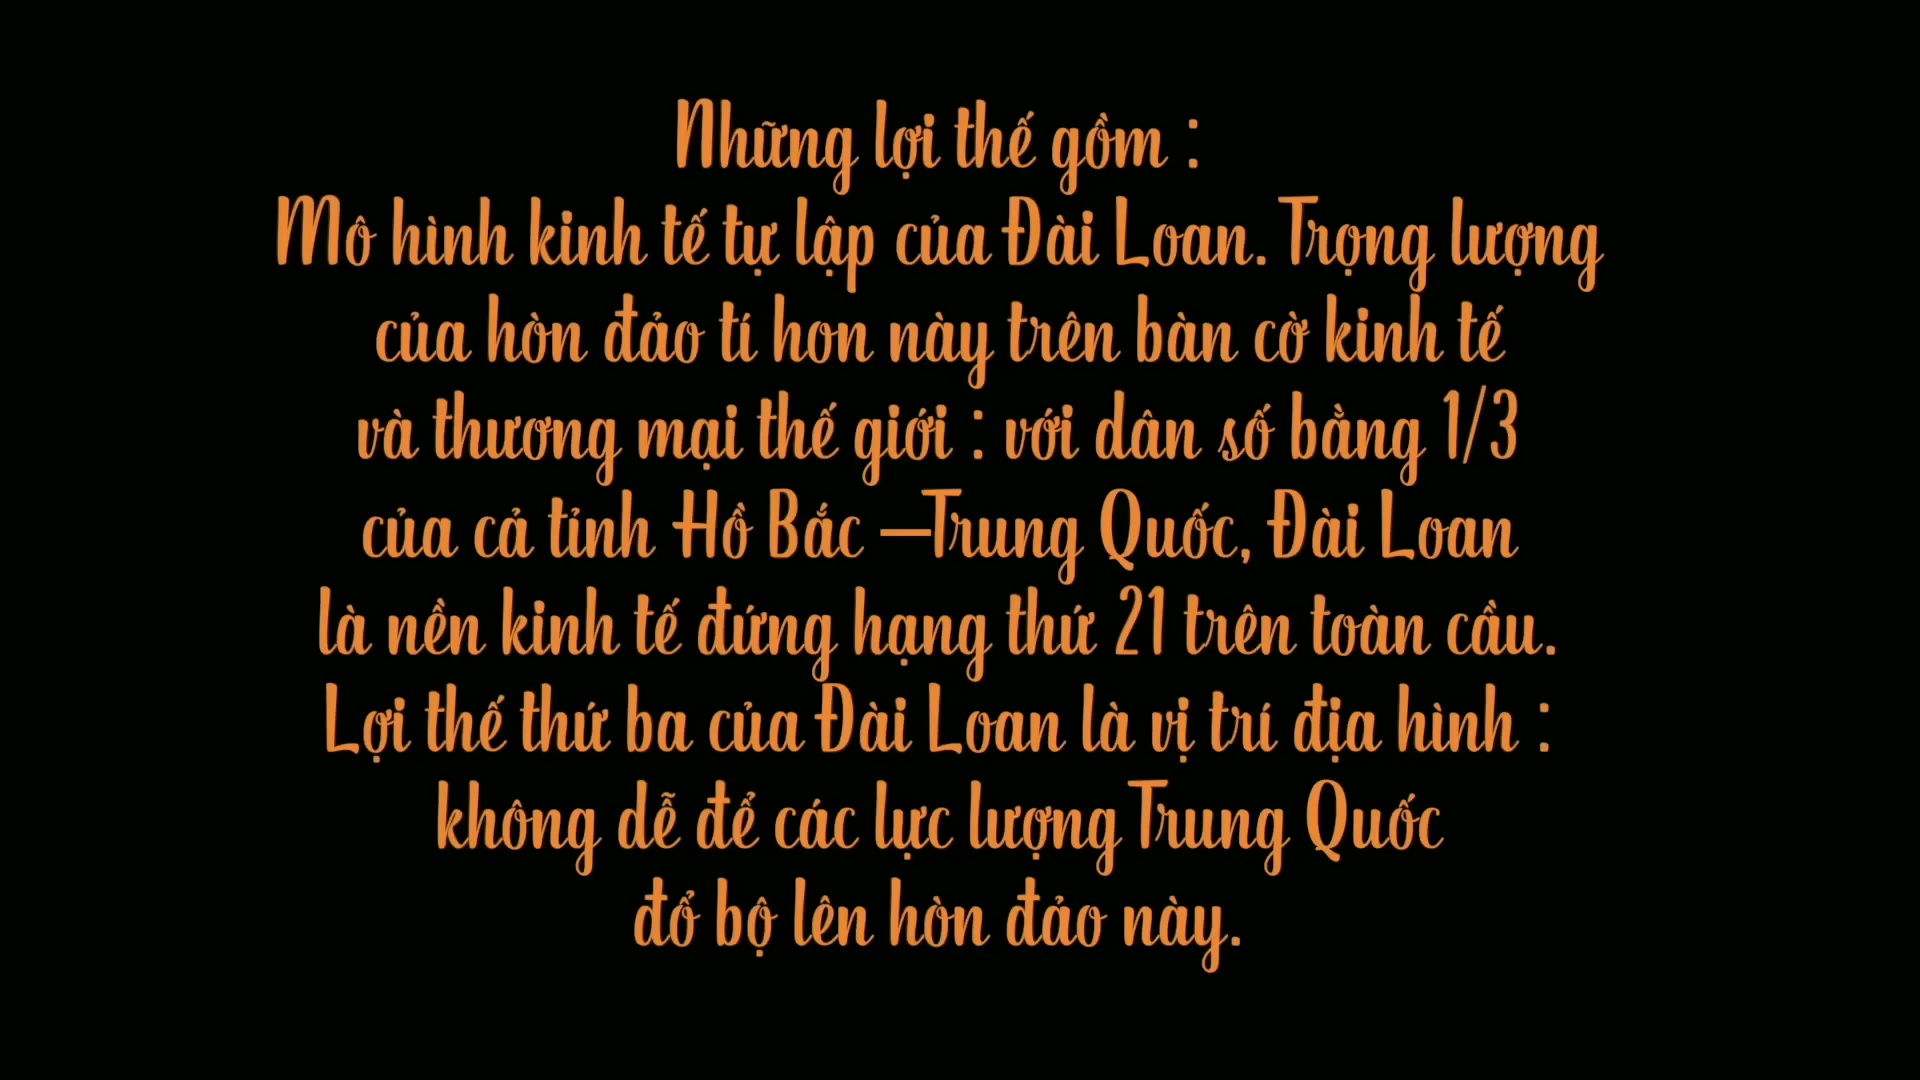 Những lợi thế gồm :
Mô hình kinh tế tự lập của Đài Loan. Trọng lượng
của hòn đảo tí hon này trên bàn cờ kinh tế
và thương mại thế giới : với dân số bằng 1/3
của cả tỉnh Hồ Bắc –Trung Quốc, Đài Loan
là nền kinh tế đứng hạng thứ 21 trên toàn cầu.
Lợi thế thứ ba của Đài Loan là vị trí địa hình :
không dễ để các lực lượng Trung Quốc
đổ bộ lên hòn đảo này.